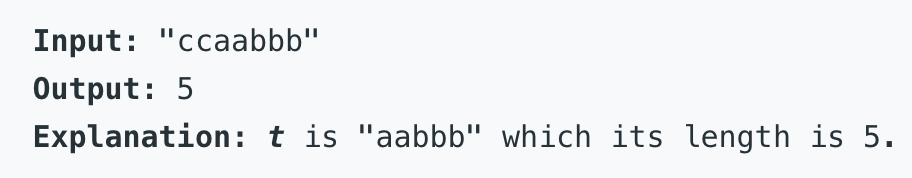 Input: "ccaabbb"
Output: 5
Explanation: t is "aabbb" which its length is 5.